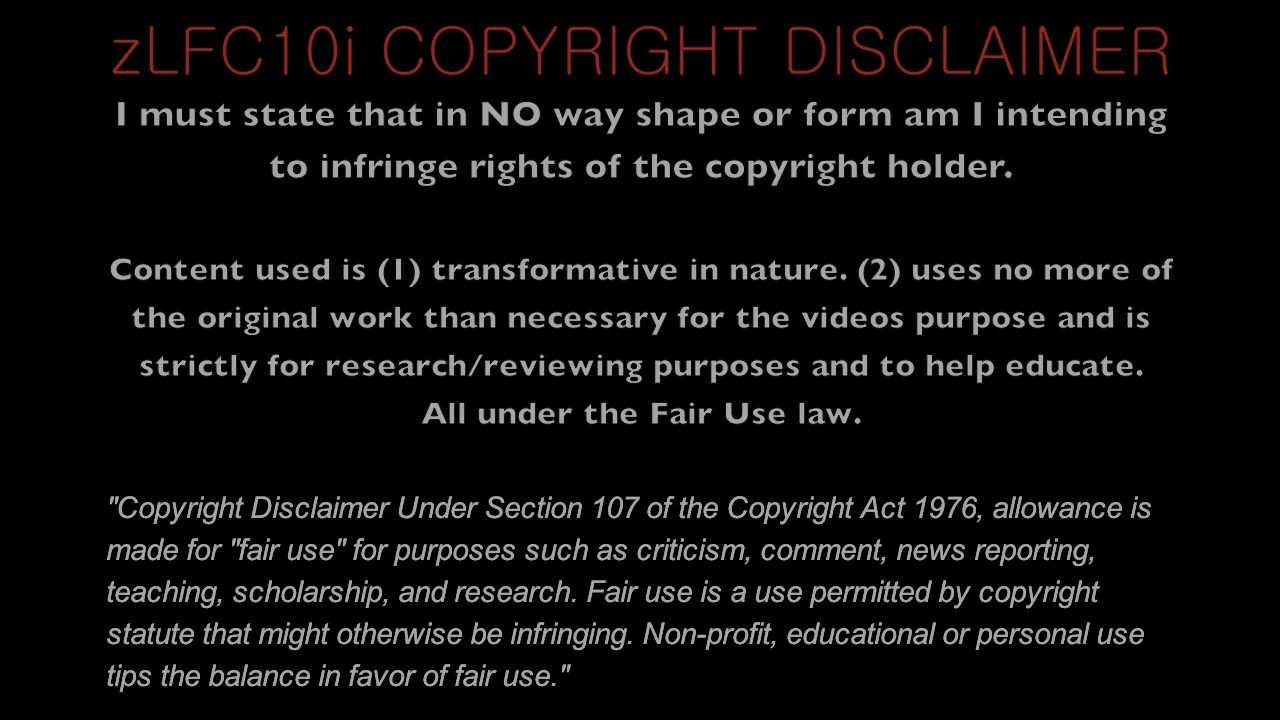 zLFC10i COPYRIGHT DISCLAIMER
I must state that in NO way shape or form am I intending
to infringe rights of the copyright holder.
Content used is (1) transformative in nature. (2) uses no more of
the original work than necessary for the videos purpose and is
strictly for research/reviewing purposes and to help educate.
All under the Fair Use law.
"Copyright Disclaimer Under Section 107 of the Copyright Act 1976, allowance is
made for "fair use" for purposes such as criticism, comment, news reporting,
teaching, scholarship, and research. Fair use is a use permitted by copyright
statute that might otherwise be infringing. Non-profit, educational or personal use
tips the balance in favor of fair use."